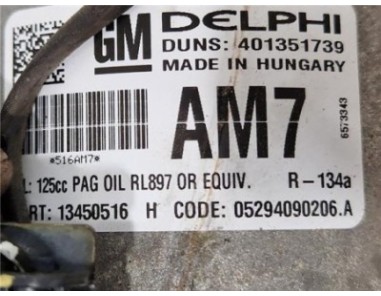 GM DELPHI
DUNS: 401351739
MADE IN HUNGARY
AM7
*516AM7*
6573343
L: 125cc PAG OIL RL897 OR EQUIV. R-134a
RT: 13450516 H CODE: 05294090206.A